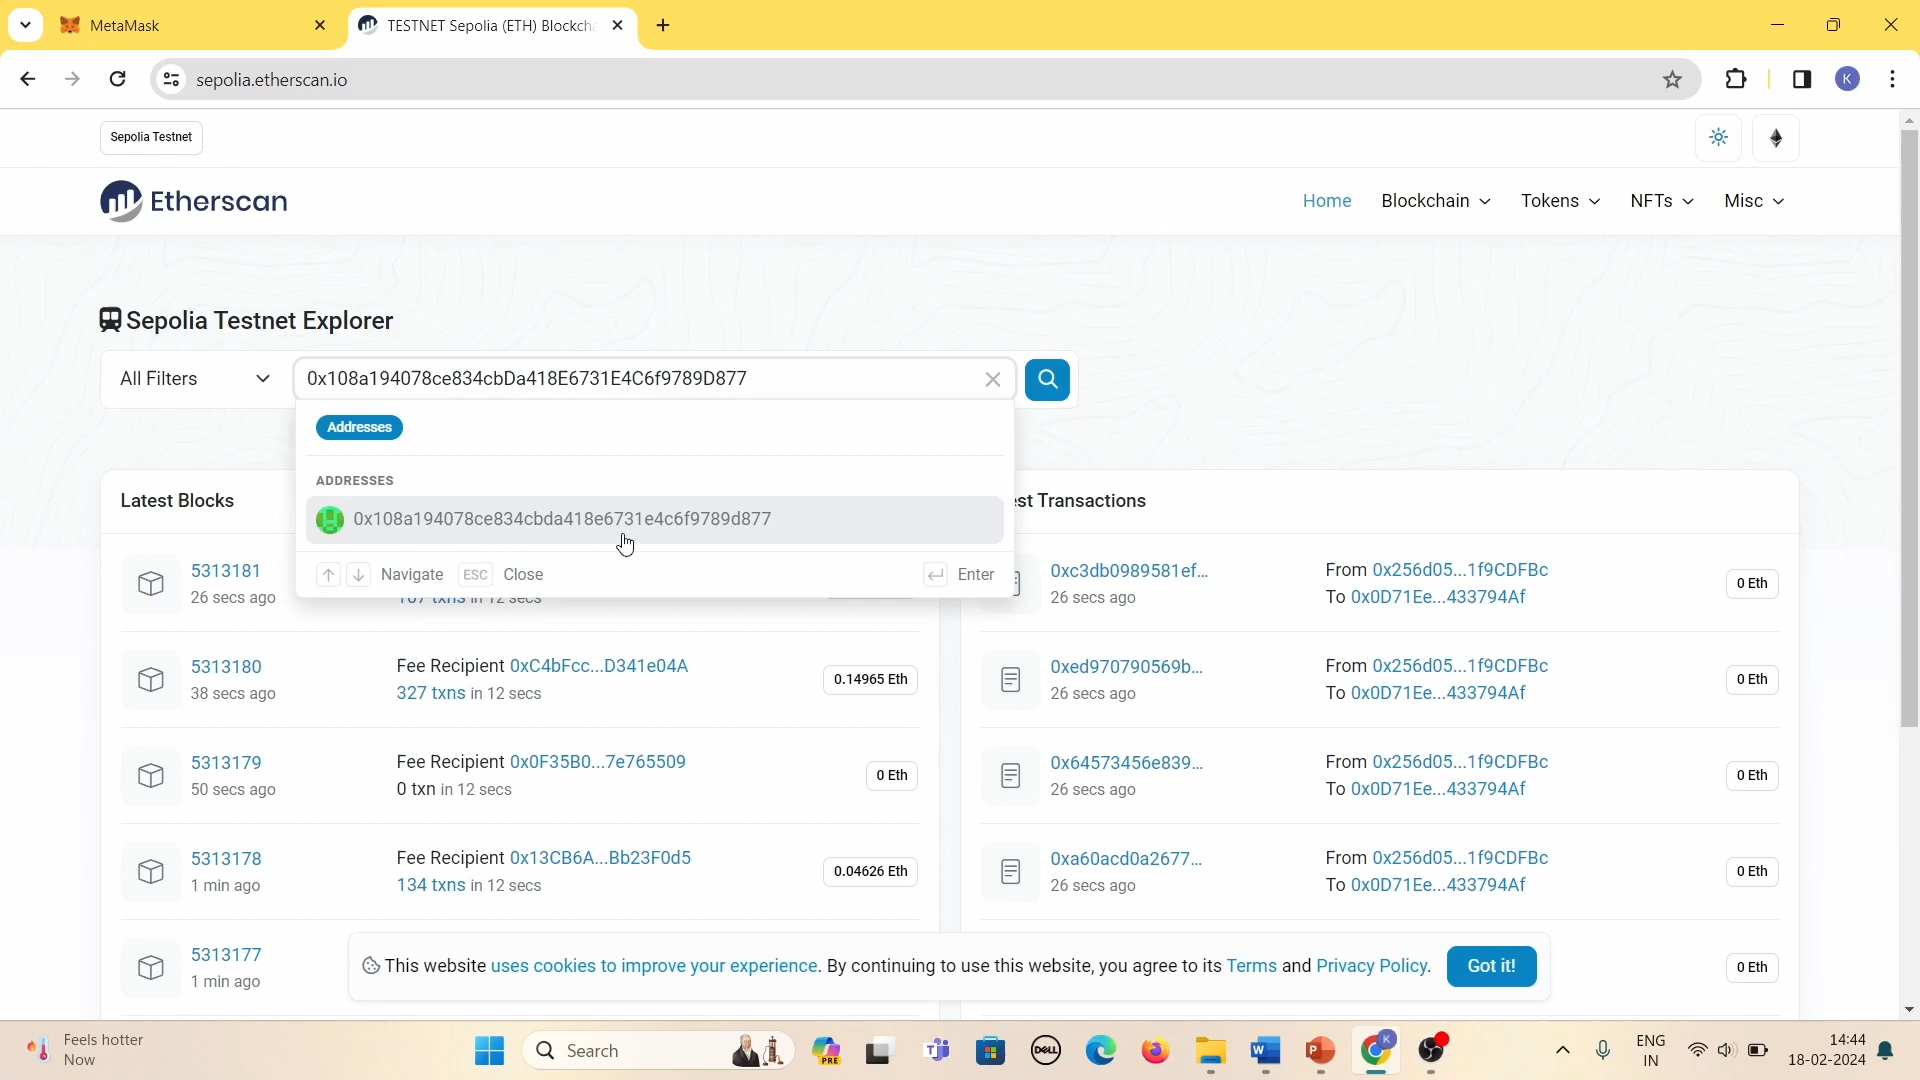 MetaMask
TESTNET Sepolia (ETH) Blockch
sepolia.etherscan.io
K
Sepolia Testnet
Etherscan
Home Blockchain Tokens NFTs Misc
Sepolia Testnet Explorer
All Filters 0x108a194078ce834cbDa418E6731E4C6f9789D877
Addresses
ADDRESSES
0x108a194078ce834cbda418e6731e4c6f9789d877
Navigate ESC Close Enter
Latest Blocks
5313181
26 secs ago
5313180 Fee Recipient 0xC4bFcc...D341e04A 0.14965 Eth
38 secs ago 327 txns in 12 secs
5313179 Fee Recipient 0x0F35B0...7e765509 0 Eth
50 secs ago 0 txn in 12 secs
5313178 Fee Recipient 0x13CB6A...Bb23F0d5 0.04626 Eth
1 min ago 134 txns in 12 secs
5313177
1 min ago
est Transactions
0xc3db0989581ef... From 0x256d05...1f9CDFBc 0 Eth
26 secs ago To 0x0D71Ee...433794Af
0xed970790569b... From 0x256d05...1f9CDFBc 0 Eth
26 secs ago To 0x0D71Ee...433794Af
0x64573456e839... From 0x256d05...1f9CDFBc 0 Eth
26 secs ago To 0x0D71Ee...433794Af
0xa60acd0a2677... From 0x256d05...1f9CDFBc 0 Eth
26 secs ago To 0x0D71Ee...433794Af
0 Eth
This website uses cookies to improve your experience. By continuing to use this website, you agree to its Terms and Privacy Policy. Got it!
Feels hotter
Now
Search
PRE
DELL
K
ENG
IN
14:44
18-02-2024